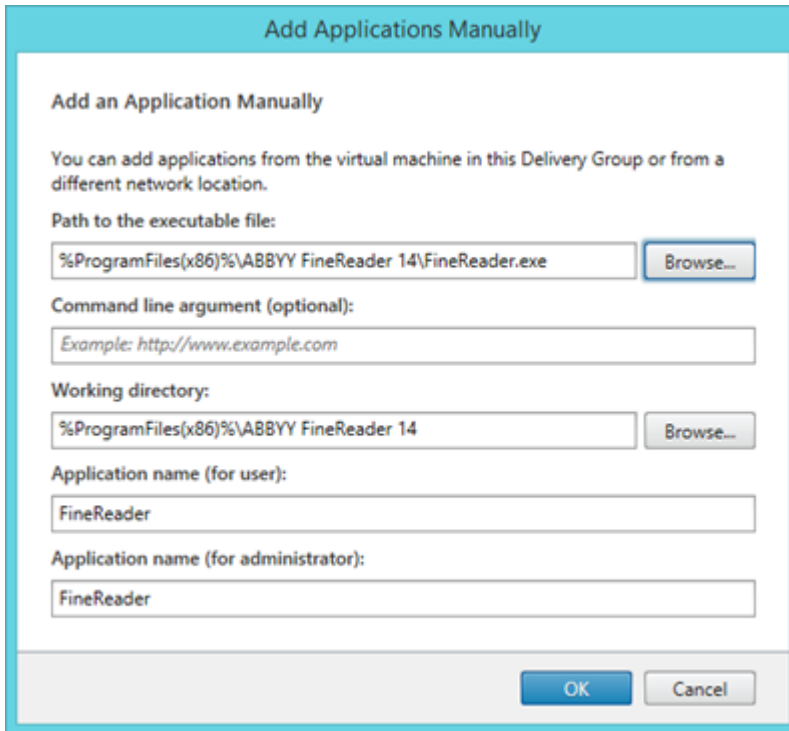 Add Applications Manually
Add an Application Manually
You can add applications from the virtual machine in this Delivery Group or from a
different network location.
Path to the executable file:
%ProgramFiles(x86)%\ABBYY FineReader 14\FineReader.exe
Browse...
Command line argument (optional):
Example: http://www.example.com
Working directory:
%ProgramFiles(x86)%\ABBYY FineReader 14
Browse...
Application name (for user):
FineReader
Application name (for administrator):
FineReader
OK
Cancel